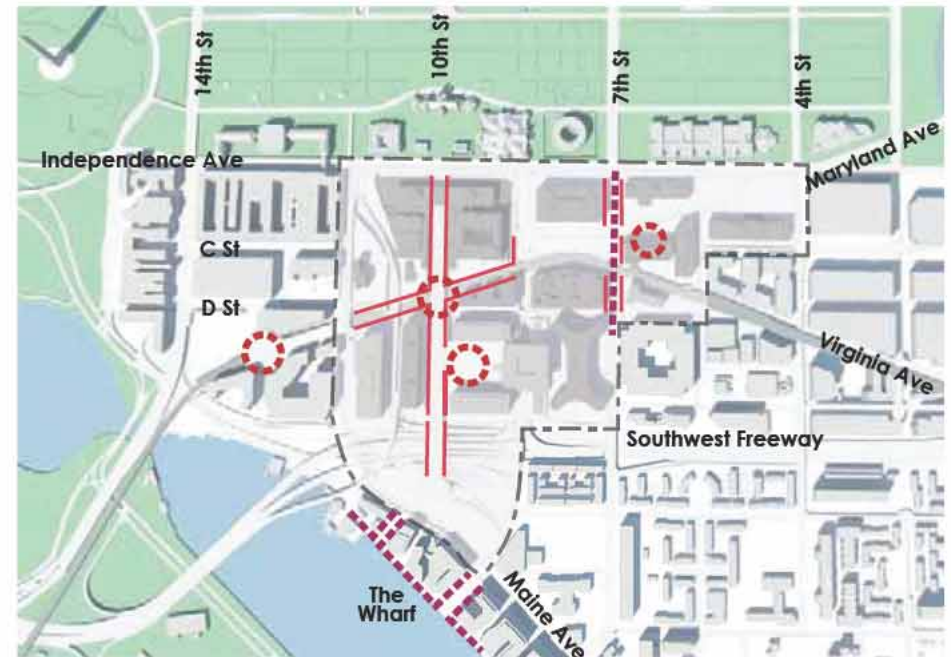 14th St
10th St
7th St
4th St
Independence Ave
Maryland Ave
C St
D St
Virginia Ave
Southwest Freeway
The
Wharf
Maine Ave